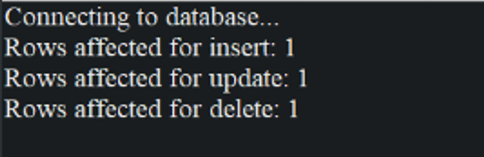 Connecting to database...
Rows affected for insert: 1
Rows affected for update: 1
Rows affected for delete: 1